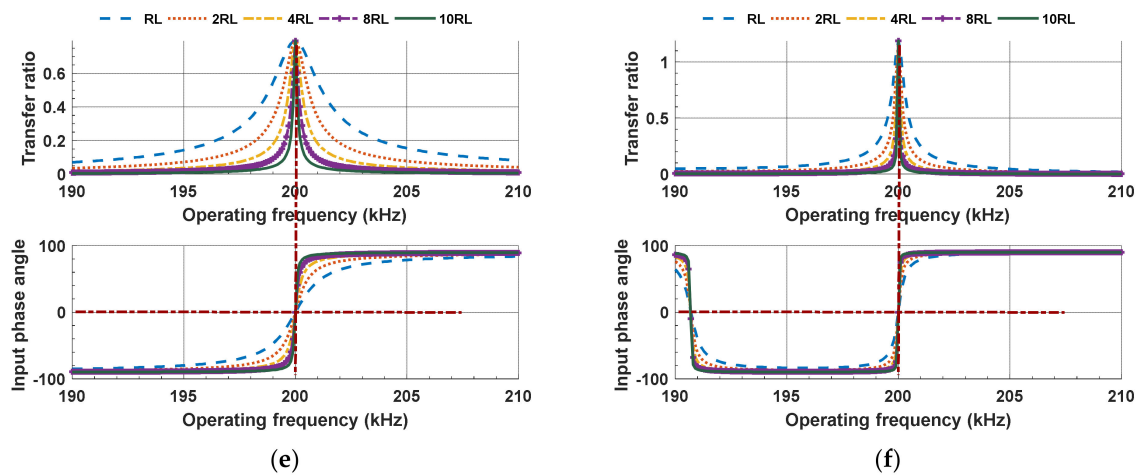 RL 2RL 4RL 8RL 10RL
Transfer ratio
0.6
0.4
0.2
0
190 195 200 205 210
Operating frequency (kHz)
Input phase angle
100
0
-100
190 195 200 205 210
Operating frequency (kHz)
(e)
RL 2RL 4RL 8RL 10RL
Transfer ratio
1
0.5
0
190 195 200 205 210
Operating frequency (kHz)
Input phase angle
100
0
-100
190 195 200 205 210
Operating frequency (kHz)
(f)